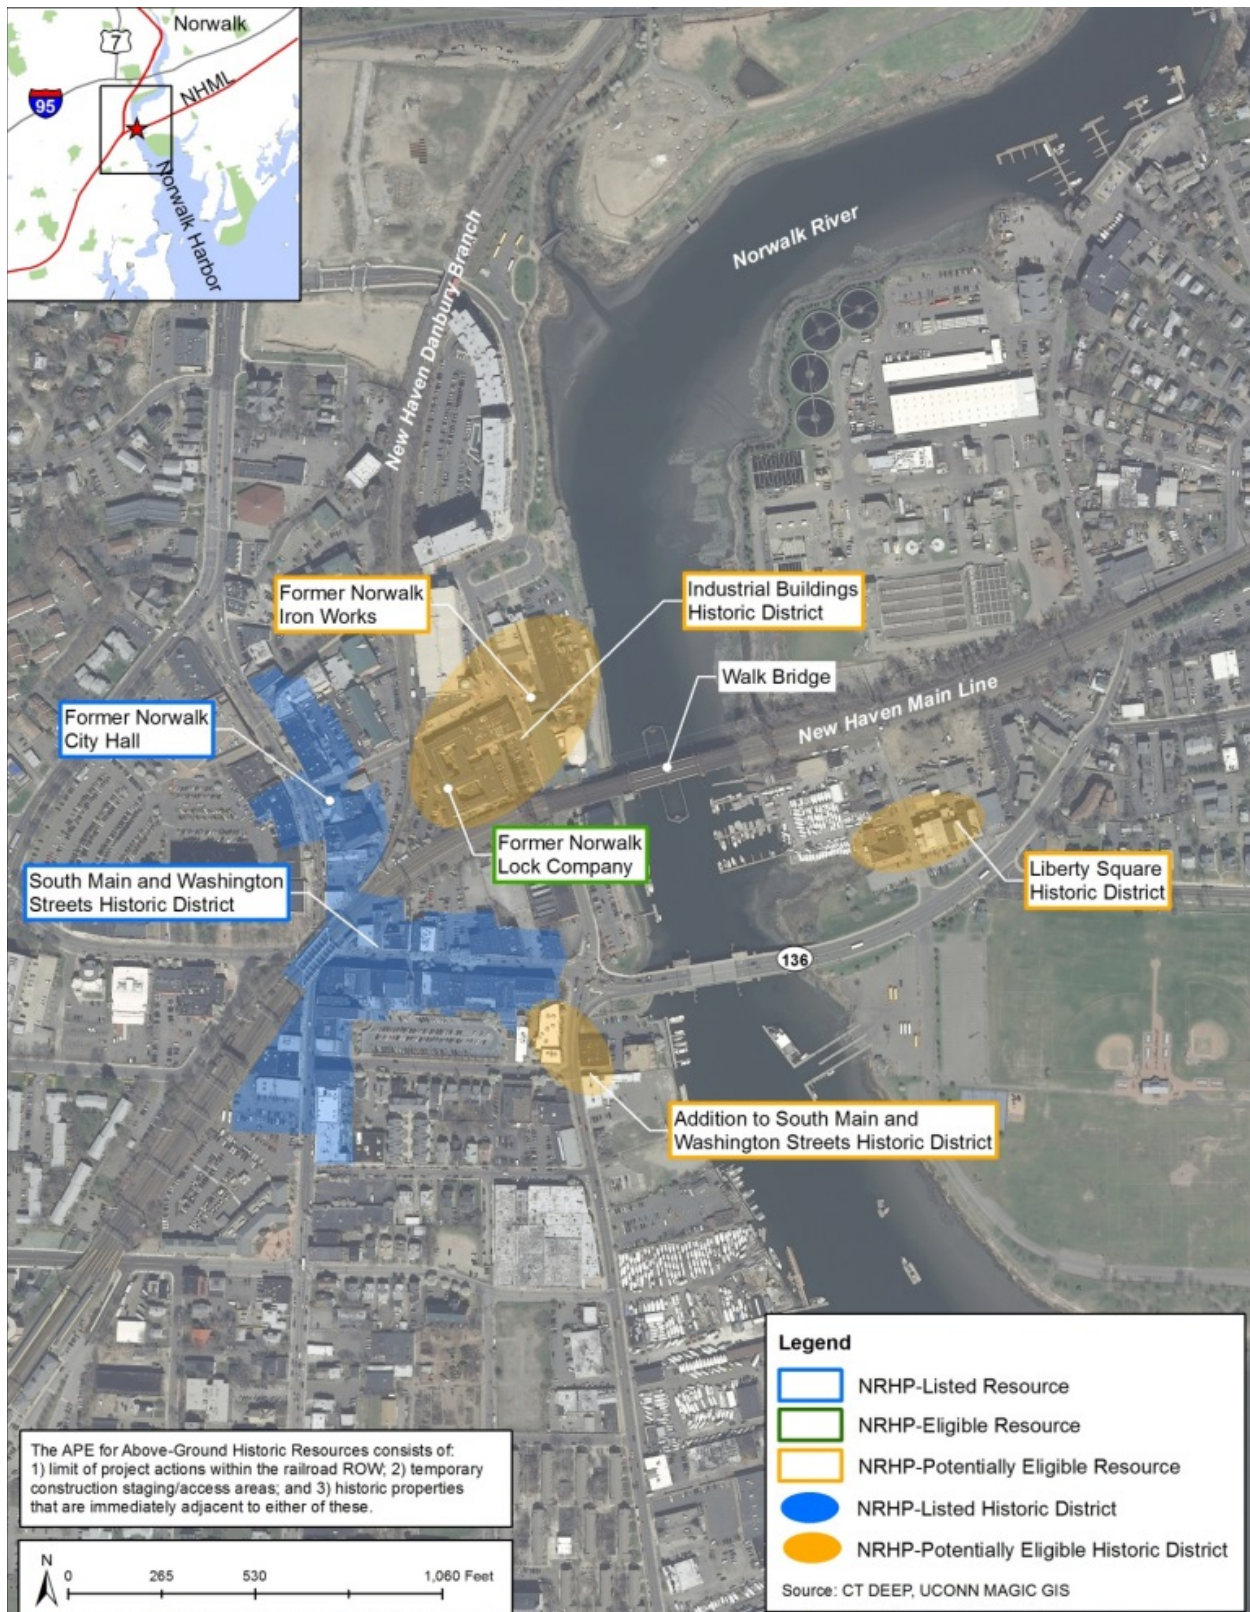 Norwalk
7
95
NHML
Norwalk Harbor
New Haven Danbury Branch
Norwalk River
Former Norwalk
Iron Works
Industrial Buildings
Historic District
Walk Bridge
New Haven Main Line
Former Norwalk
City Hall
Former Norwalk
Lock Company
South Main and Washington
Streets Historic District
Liberty Square
Historic District
136
Addition to South Main and
Washington Streets Historic District
The APE for Above-Ground Historic Resources consists of:
1) limit of project actions within the railroad ROW; 2) temporary
construction staging/access areas; and 3) historic properties
that are immediately adjacent to either of these.
N
0 265 530 1,060 Feet
Legend
NRHP-Listed Resource
NRHP-Eligible Resource
NRHP-Potentially Eligible Resource
NRHP-Listed Historic District
NRHP-Potentially Eligible Historic District
Source: CT DEEP, UCONN MAGIC GIS